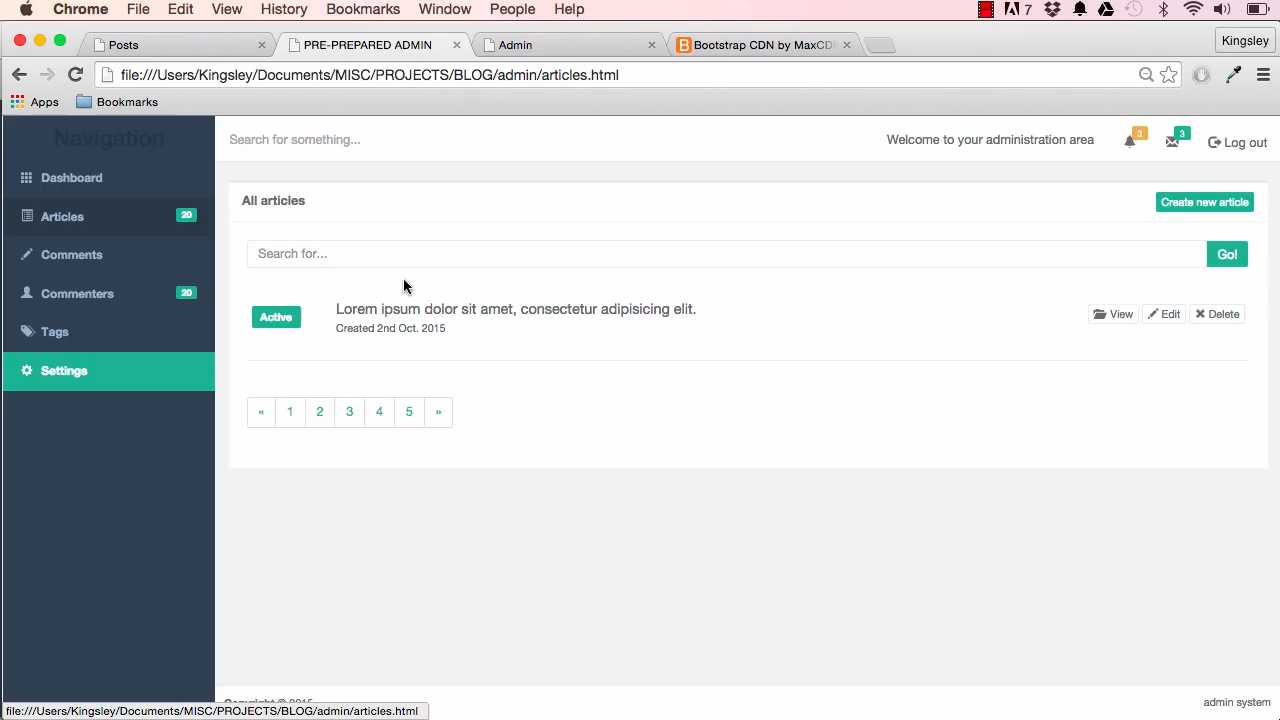 Chrome File Edit View History Bookmarks Window People Help 7
Posts PRE-PREPARED ADMIN Admin Bootstrap CDN by MaxCD Kingsley
file:///Users/Kingsley/Documents/MISC/PROJECTS/BLOG/admin/articles.html
Apps Bookmarks
Navigation
Search for something... Welcome to your administration area 3 3 Log out
Dashboard
Articles 20
Comments
Commenters 20
Tags
Settings
All articles Create new article
Search for... Go!
Active Lorem ipsum dolor sit amet, consectetur adipisicing elit. View Edit Delete
Created 2nd Oct. 2015
« 1 2 3 4 5 »
Copyright © 2015 admin system
file:///Users/Kingsley/Documents/MISC/PROJECTS/BLOG/admin/articles.html